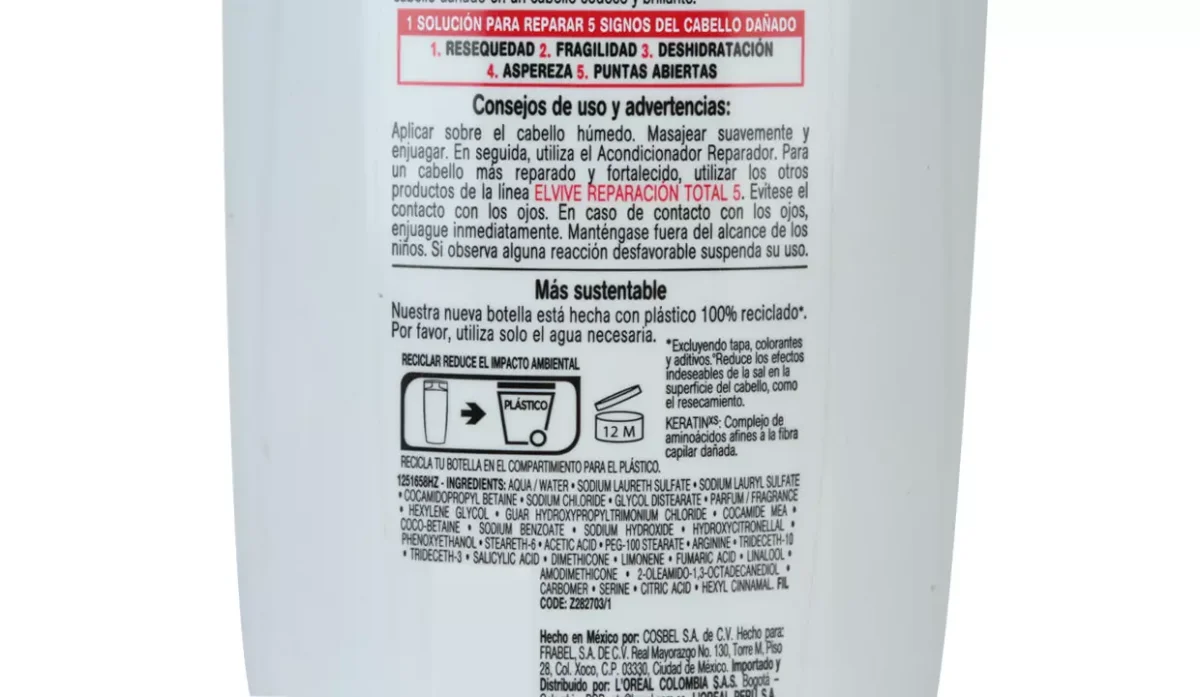 cabello dañado en un cabello sedoso y brillante.
1 SOLUCIÓN PARA REPARAR 5 SIGNOS DEL CABELLO DAÑADO
1. RESEQUEDAD 2. FRAGILIDAD 3. DESHIDRATACIÓN
4. ASPEREZA 5. PUNTAS ABIERTAS
Consejos de uso y advertencias:
Aplicar sobre el cabello húmedo. Masajear suavemente y
enjuagar. En seguida, utiliza el Acondicionador Reparador. Para
un cabello más reparado y fortalecido, utilizar los otros
productos de la línea ELVIVE REPARACIÓN TOTAL 5. Evítese el
contacto con los ojos. En caso de contacto con los ojos,
enjuague inmediatamente. Manténgase fuera del alcance de los
niños. Si observa alguna reacción desfavorable suspenda su uso.
Más sustentable
Nuestra nueva botella está hecha con plástico 100% reciclado*.
Por favor, utiliza solo el agua necesaria.
*Excluyendo tapa, colorantes
y aditivos.°Reduce los efectos
indeseables de la sal en la
superficie del cabello, como
el resecamiento.
KERATINXS: Complejo de
aminoácidos afines a la fibra
capilar dañada.
RECICLAR REDUCE EL IMPACTO AMBIENTAL
PLÁSTICO
12 M
RECICLA TU BOTELLA EN EL COMPARTIMIENTO PARA EL PLÁSTICO.
1251658HZ - INGREDIENTS: AQUA / WATER • SODIUM LAURETH SULFATE • SODIUM LAURYL SULFATE
• COCAMIDOPROPYL BETAINE • SODIUM CHLORIDE • GLYCOL DISTEARATE • PARFUM / FRAGRANCE
• HEXYLENE GLYCOL • GUAR HYDROXYPROPYLTRIMONIUM CHLORIDE • COCAMIDE MEA •
COCO-BETAINE • SODIUM BENZOATE • SODIUM HYDROXIDE • HYDROXYCITRONELLAL •
PHENOXYETHANOL • STEARETH-6 • ACETIC ACID • PEG-100 STEARATE • ARGININE • TRIDECETH-10
• TRIDECETH-3 • SALICYLIC ACID • DIMETHICONE • LIMONENE • FUMARIC ACID • LINALOOL •
AMODIMETHICONE • 2-OLEAMIDO-1,3-OCTADECANEDIOL •
CARBOMER • SERINE • CITRIC ACID • HEXYL CINNAMAL. FIL
CODE: Z282703/1
Hecho en México por: COSBEL S.A. de C.V. Hecho para:
FRABEL, S.A. DE C.V. Real Mayorazgo No. 130, Torre M, Piso
28, Col. Xoco, C.P. 03330, Ciudad de México. Importado y
Distribuido por: L'ORÉAL COLOMBIA S.A.S. Bogotá -
L'ORÉAL PERÚ S.A.